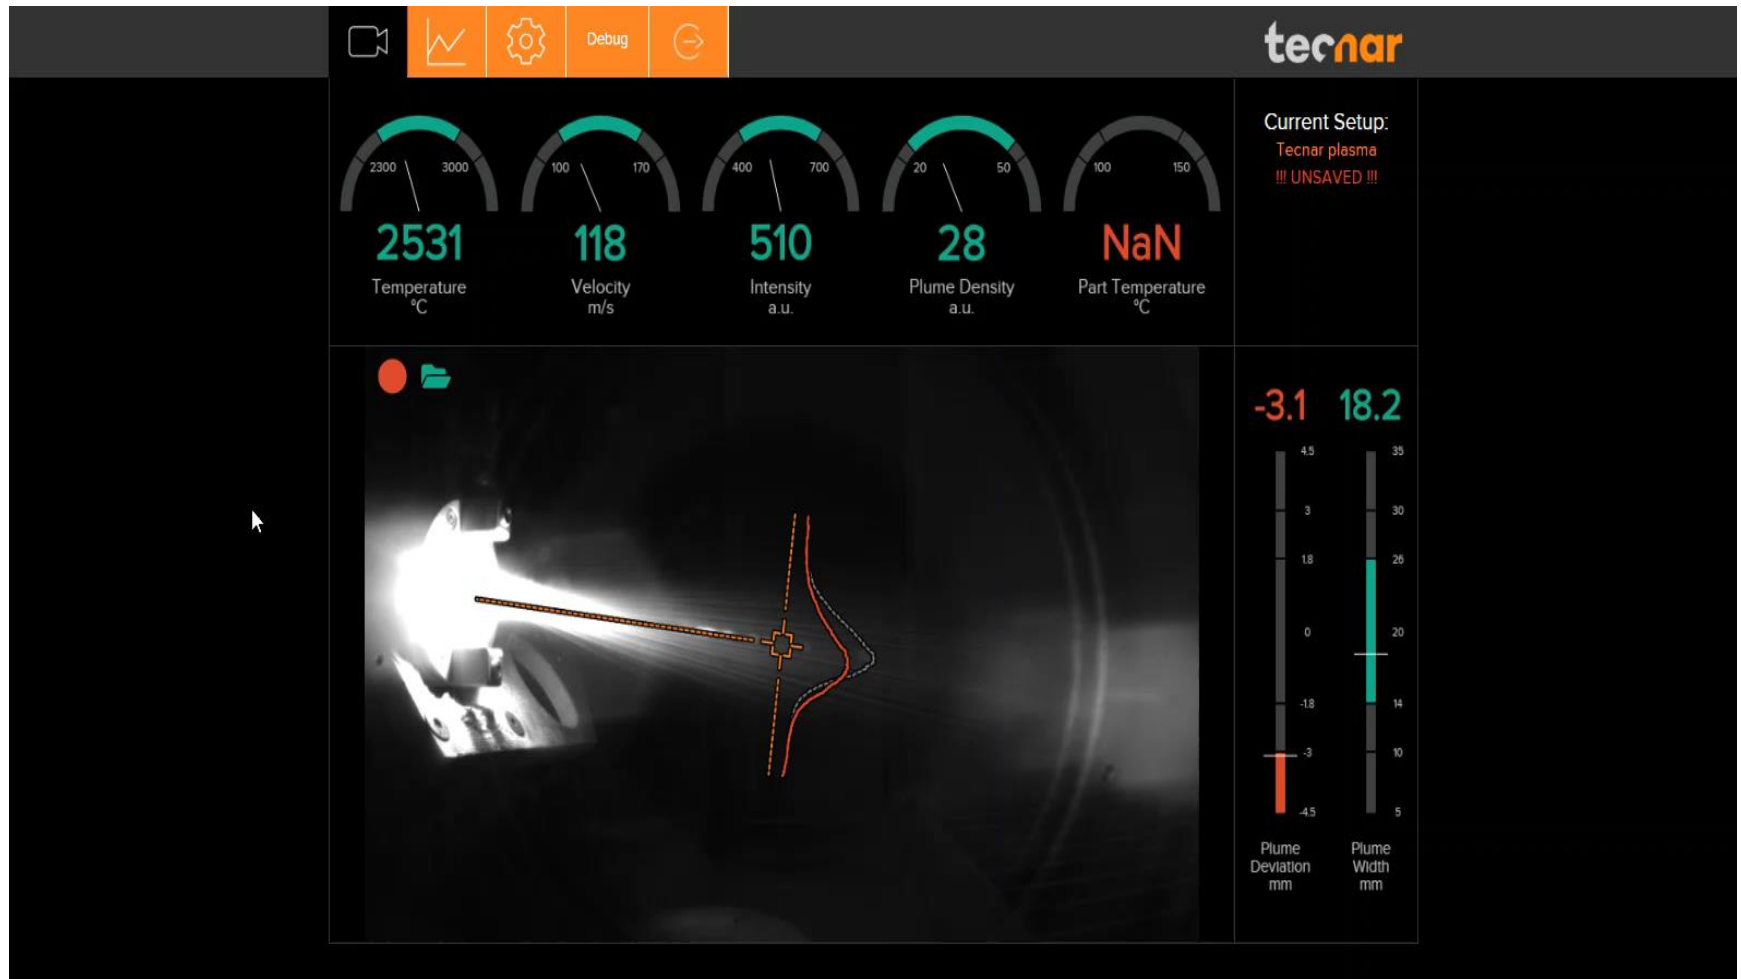 Debug
tecnar
2300 3000
2531
Temperature
°C
100 170
118
Velocity
m/s
400 700
510
Intensity
a.u.
20 50
28
Plume Density
a.u.
100 150
NaN
Part Temperature
°C
Current Setup:
Tecnar plasma
!!! UNSAVED !!!
-3.1
4.5
3
1.8
0
-1.8
-3
-4.5
Plume
Deviation
mm
18.2
35
30
26
20
14
10
5
Plume
Width
mm